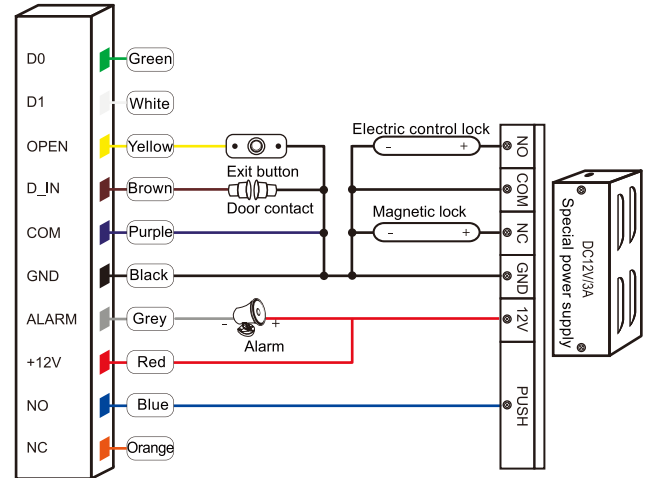 D0 Green
D1 White
OPEN Yellow
Exit button
D_IN Brown
Door contact
COM Purple
GND Black
ALARM Grey - +
Alarm
+12V Red
NO Blue
NC Orange
Electric control lock
- +
Magnetic lock
- +
NO
COM
NC
GND
12V
PUSH
DC12V/3A
Special power supply